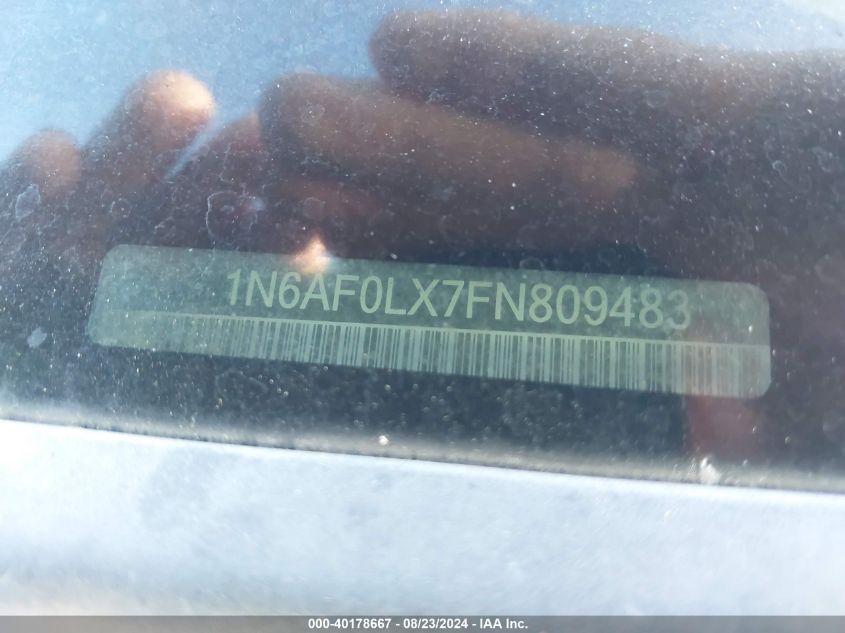 1N6AF0LX7FN809483
000-40178667 - 08/23/2024 - IAA Inc.